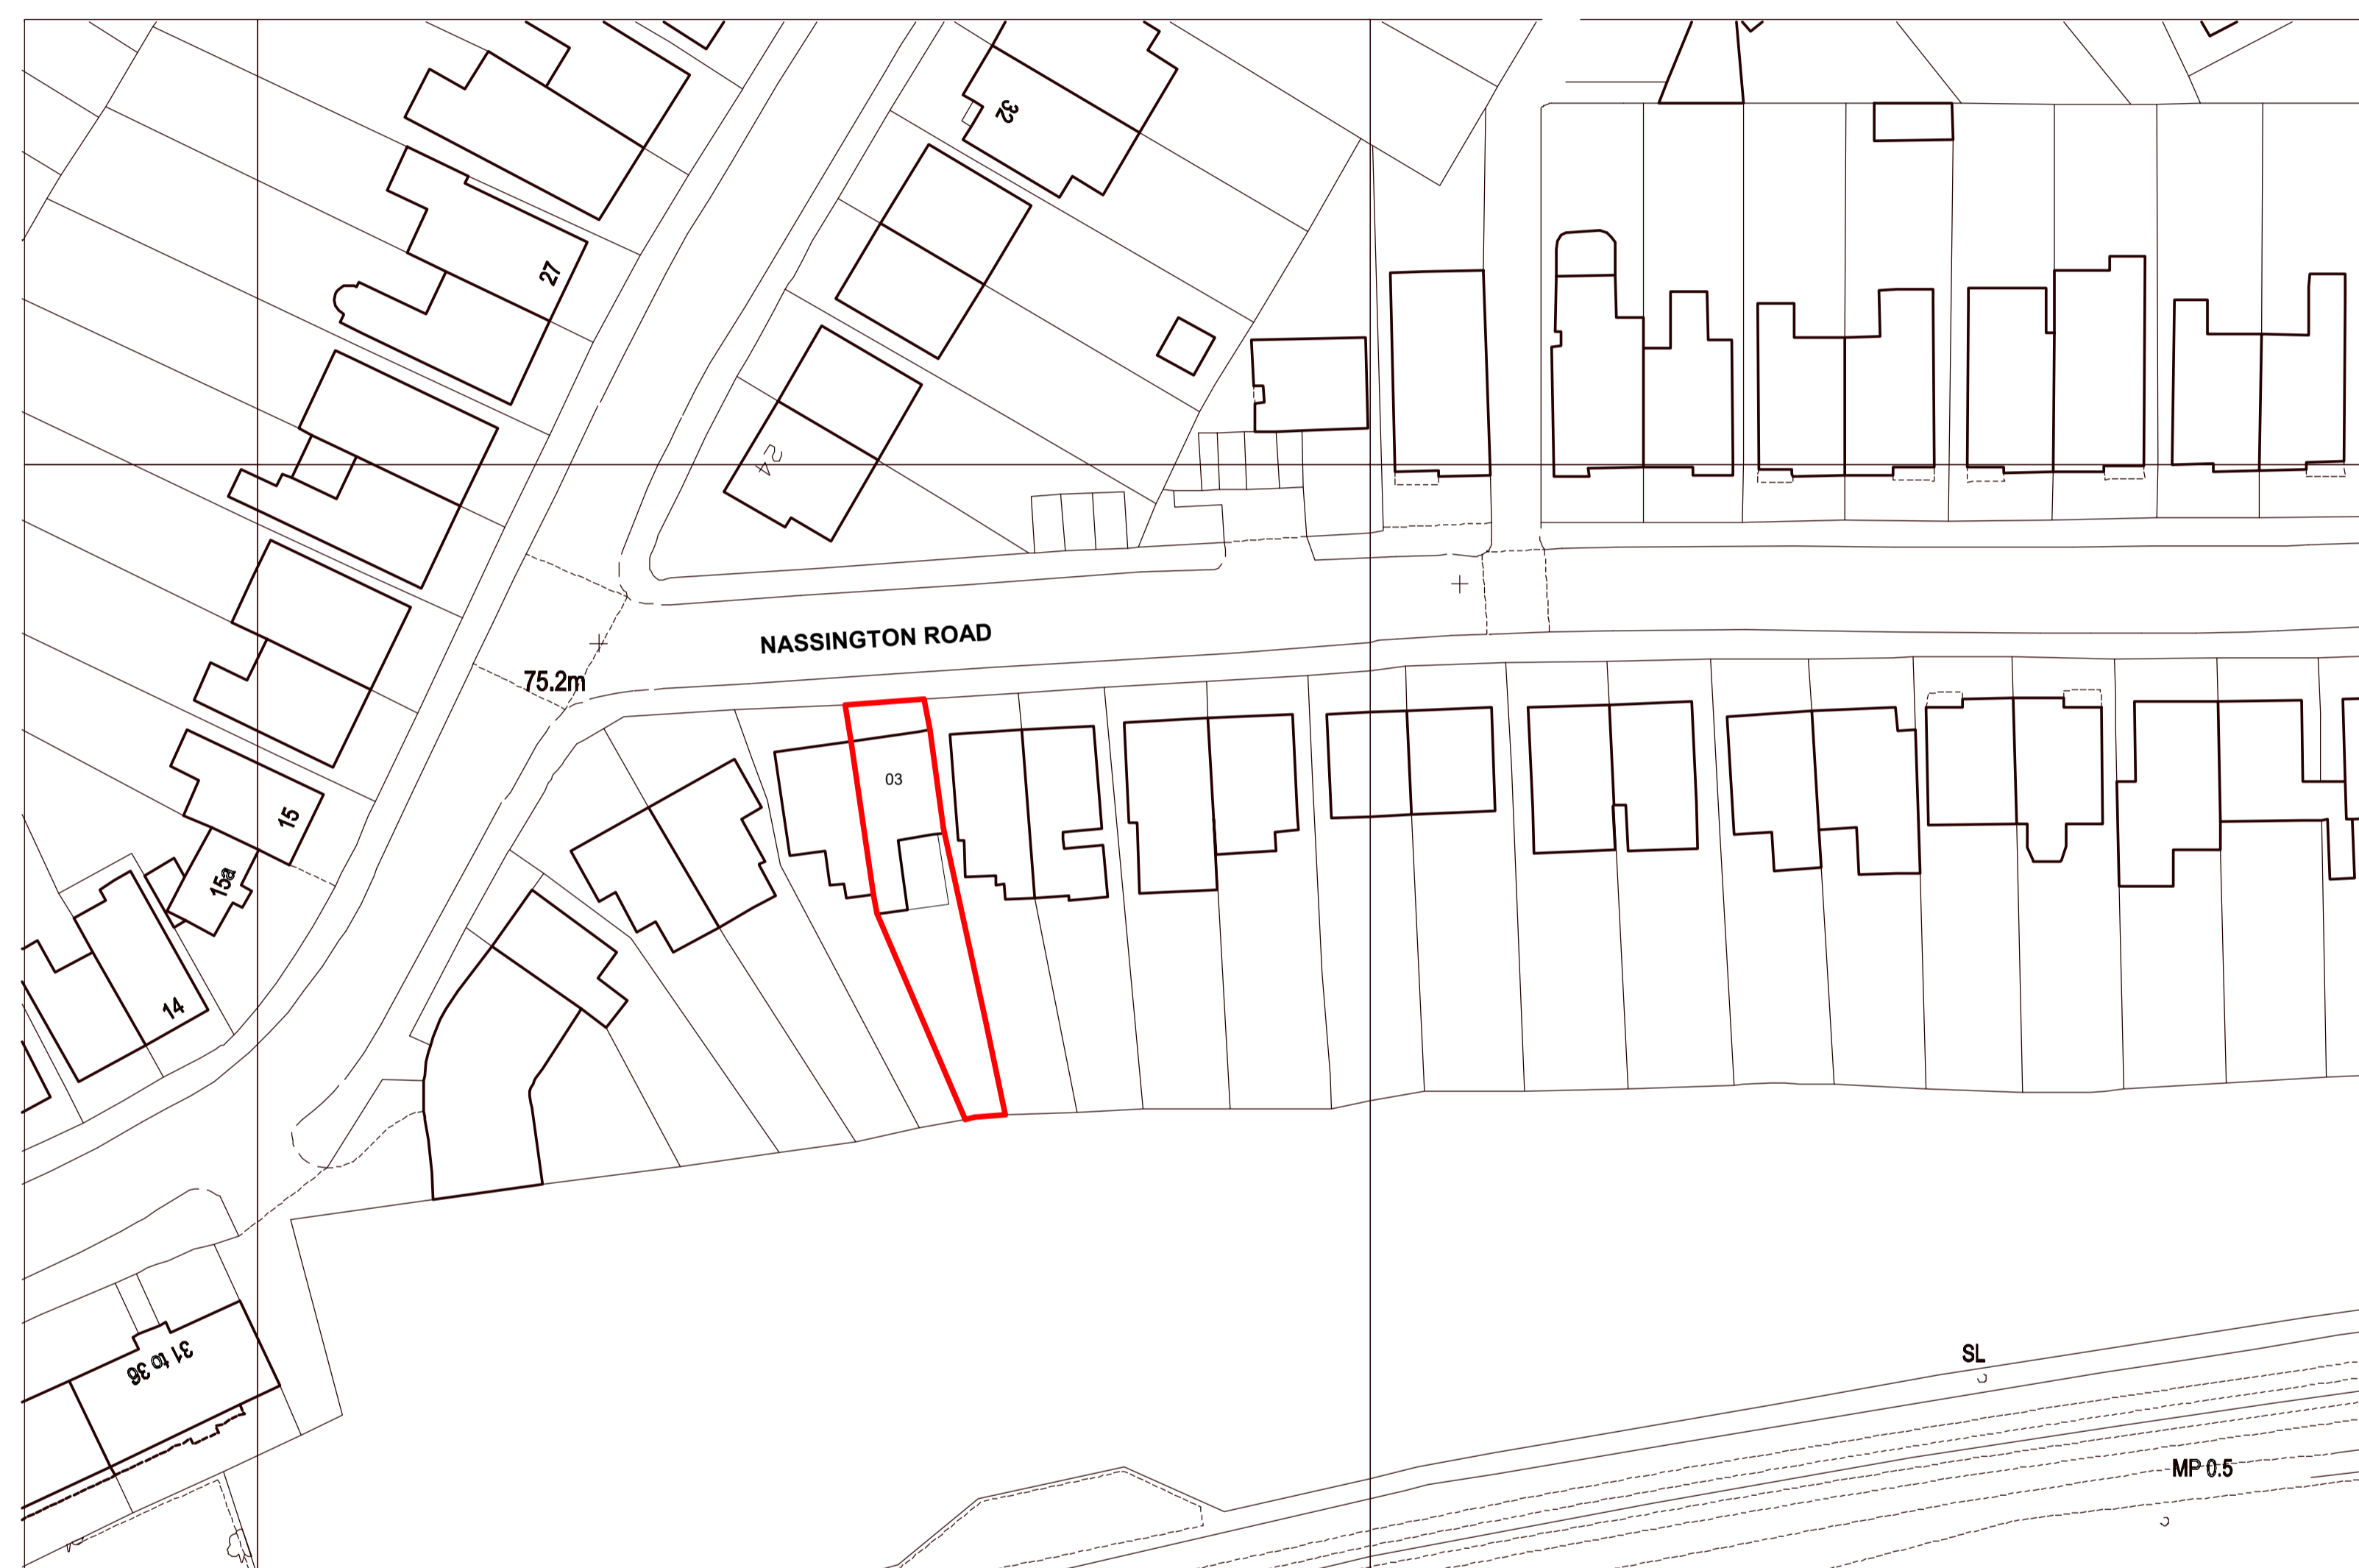 32
27
24
NASSINGTON ROAD
75.2m
03
15
15a
14
31 to 36
SL
MP 0.5